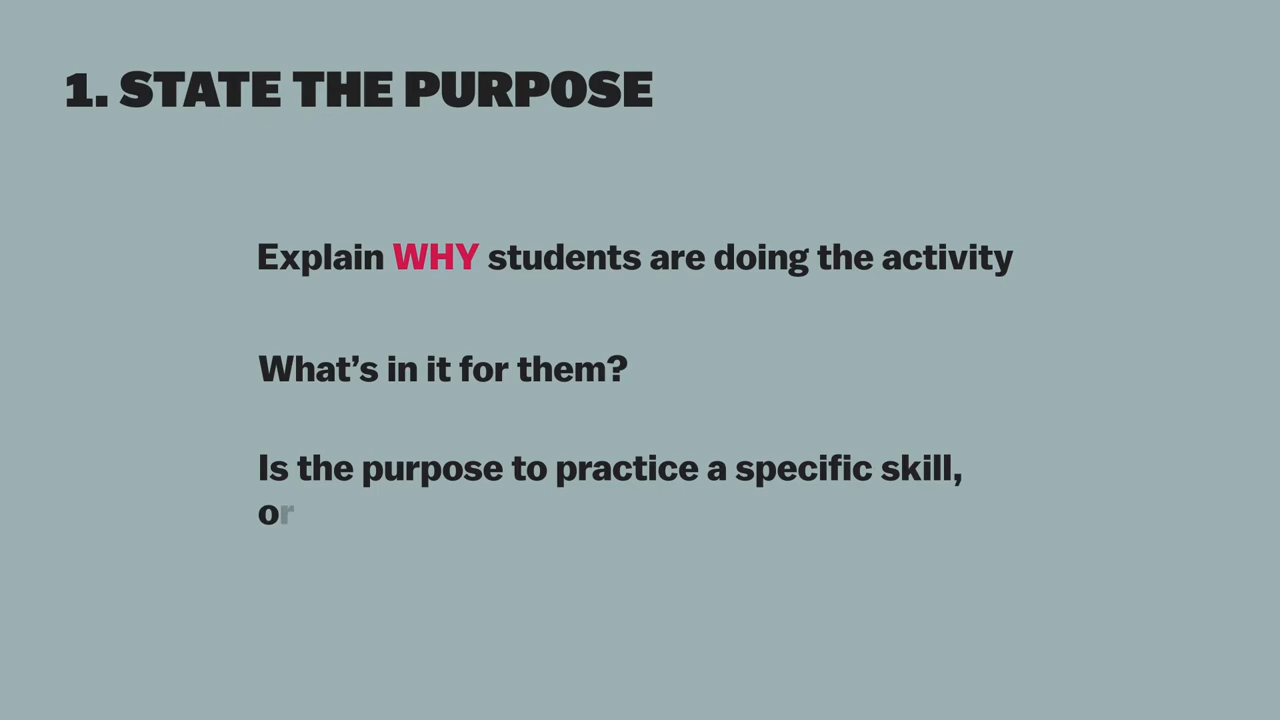 1. STATE THE PURPOSE
Explain WHY students are doing the activity
What’s in it for them?
Is the purpose to practice a specific skill,
or